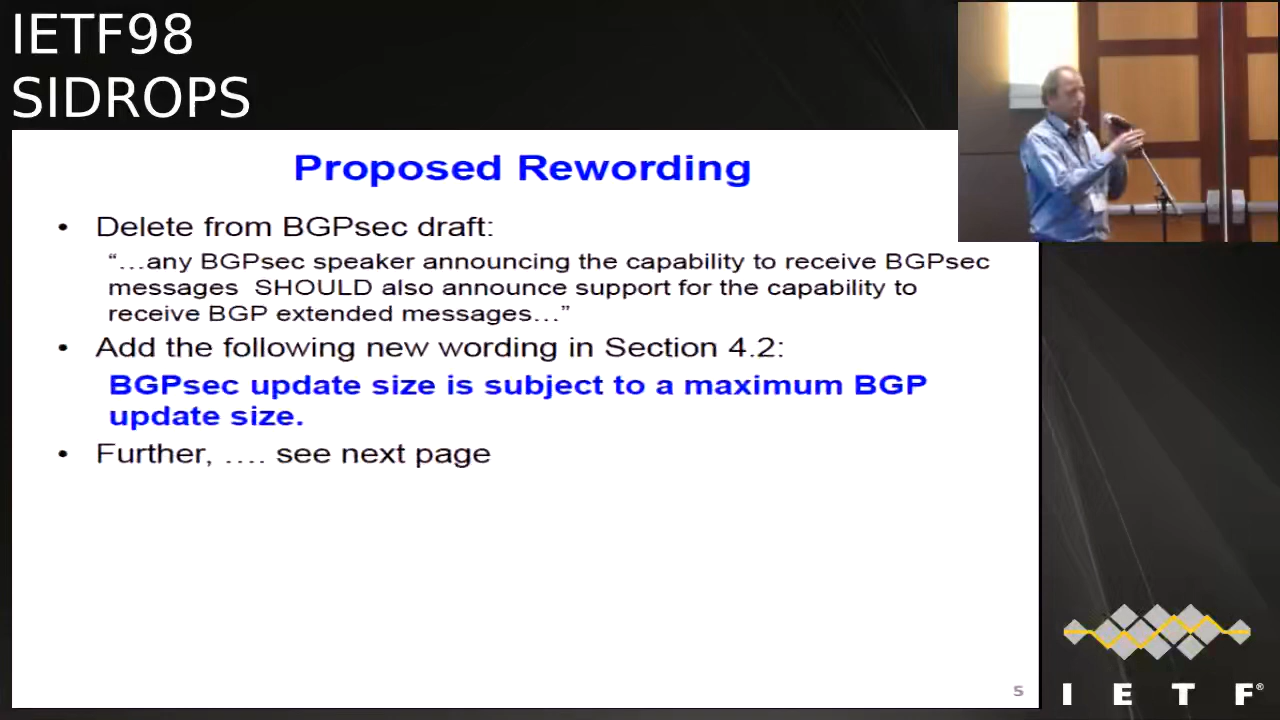 IETF98
SIDROPS
Proposed Rewording
• Delete from BGPsec draft:
“…any BGPsec speaker announcing the capability to receive BGPsec
messages SHOULD also announce support for the capability to
receive BGP extended messages…”
• Add the following new wording in Section 4.2:
BGPsec update size is subject to a maximum BGP
update size.
• Further, …. see next page
5
I E T F®